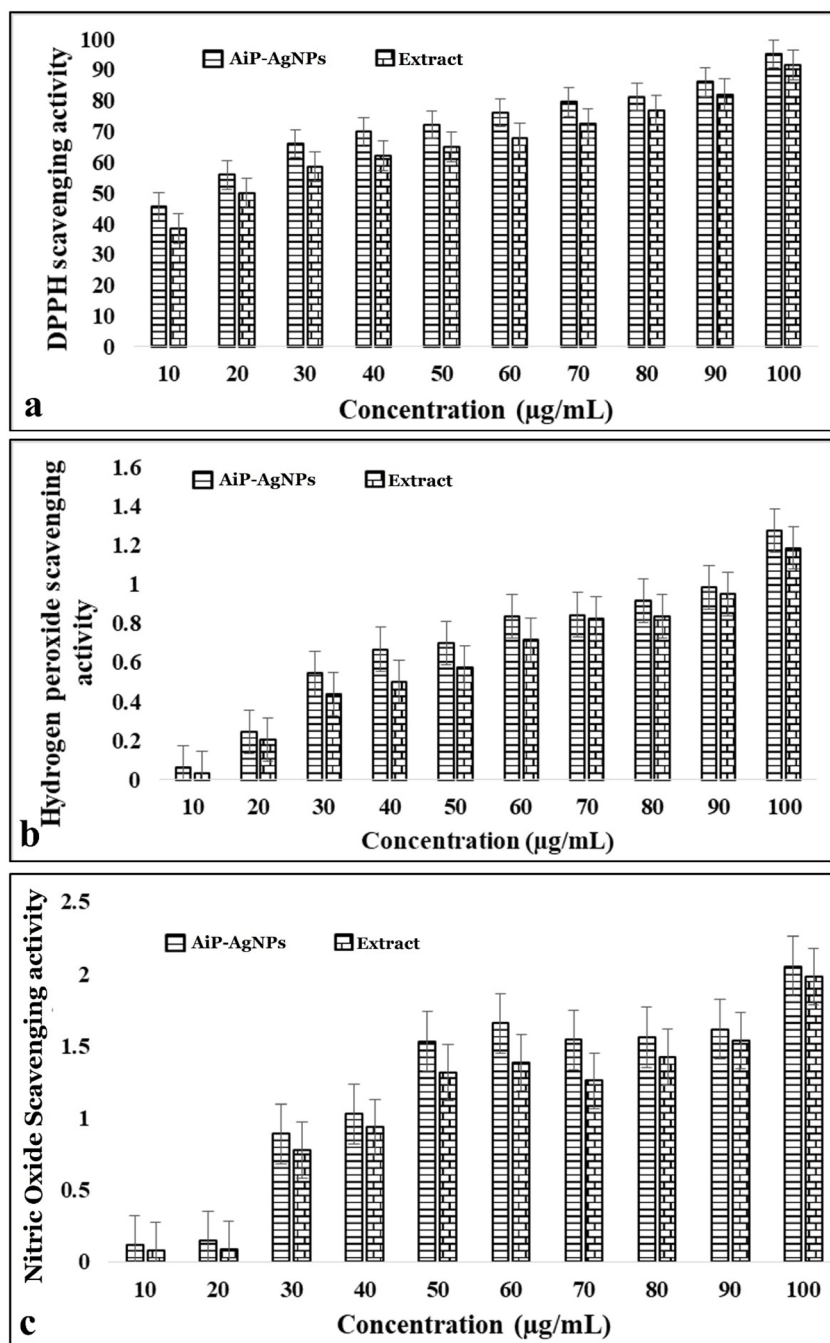 100
90
80
70
60
50
40
30
20
10
0
DPPH scavenging activity
AiP-AgNPs Extract
10 20 30 40 50 60 70 80 90 100
Concentration (µg/mL)
a
1.6
1.4
1.2
1
0.8
0.6
0.4
0.2
0
Hydrogen peroxide scavenging
activity
AiP-AgNPs Extract
10 20 30 40 50 60 70 80 90 100
Concentration (µg/mL)
b
2.5
2
1.5
1
0.5
0
Nitric Oxide Scavenging activity
AiP-AgNPs Extract
10 20 30 40 50 60 70 80 90 100
Concentration (µg/mL)
c